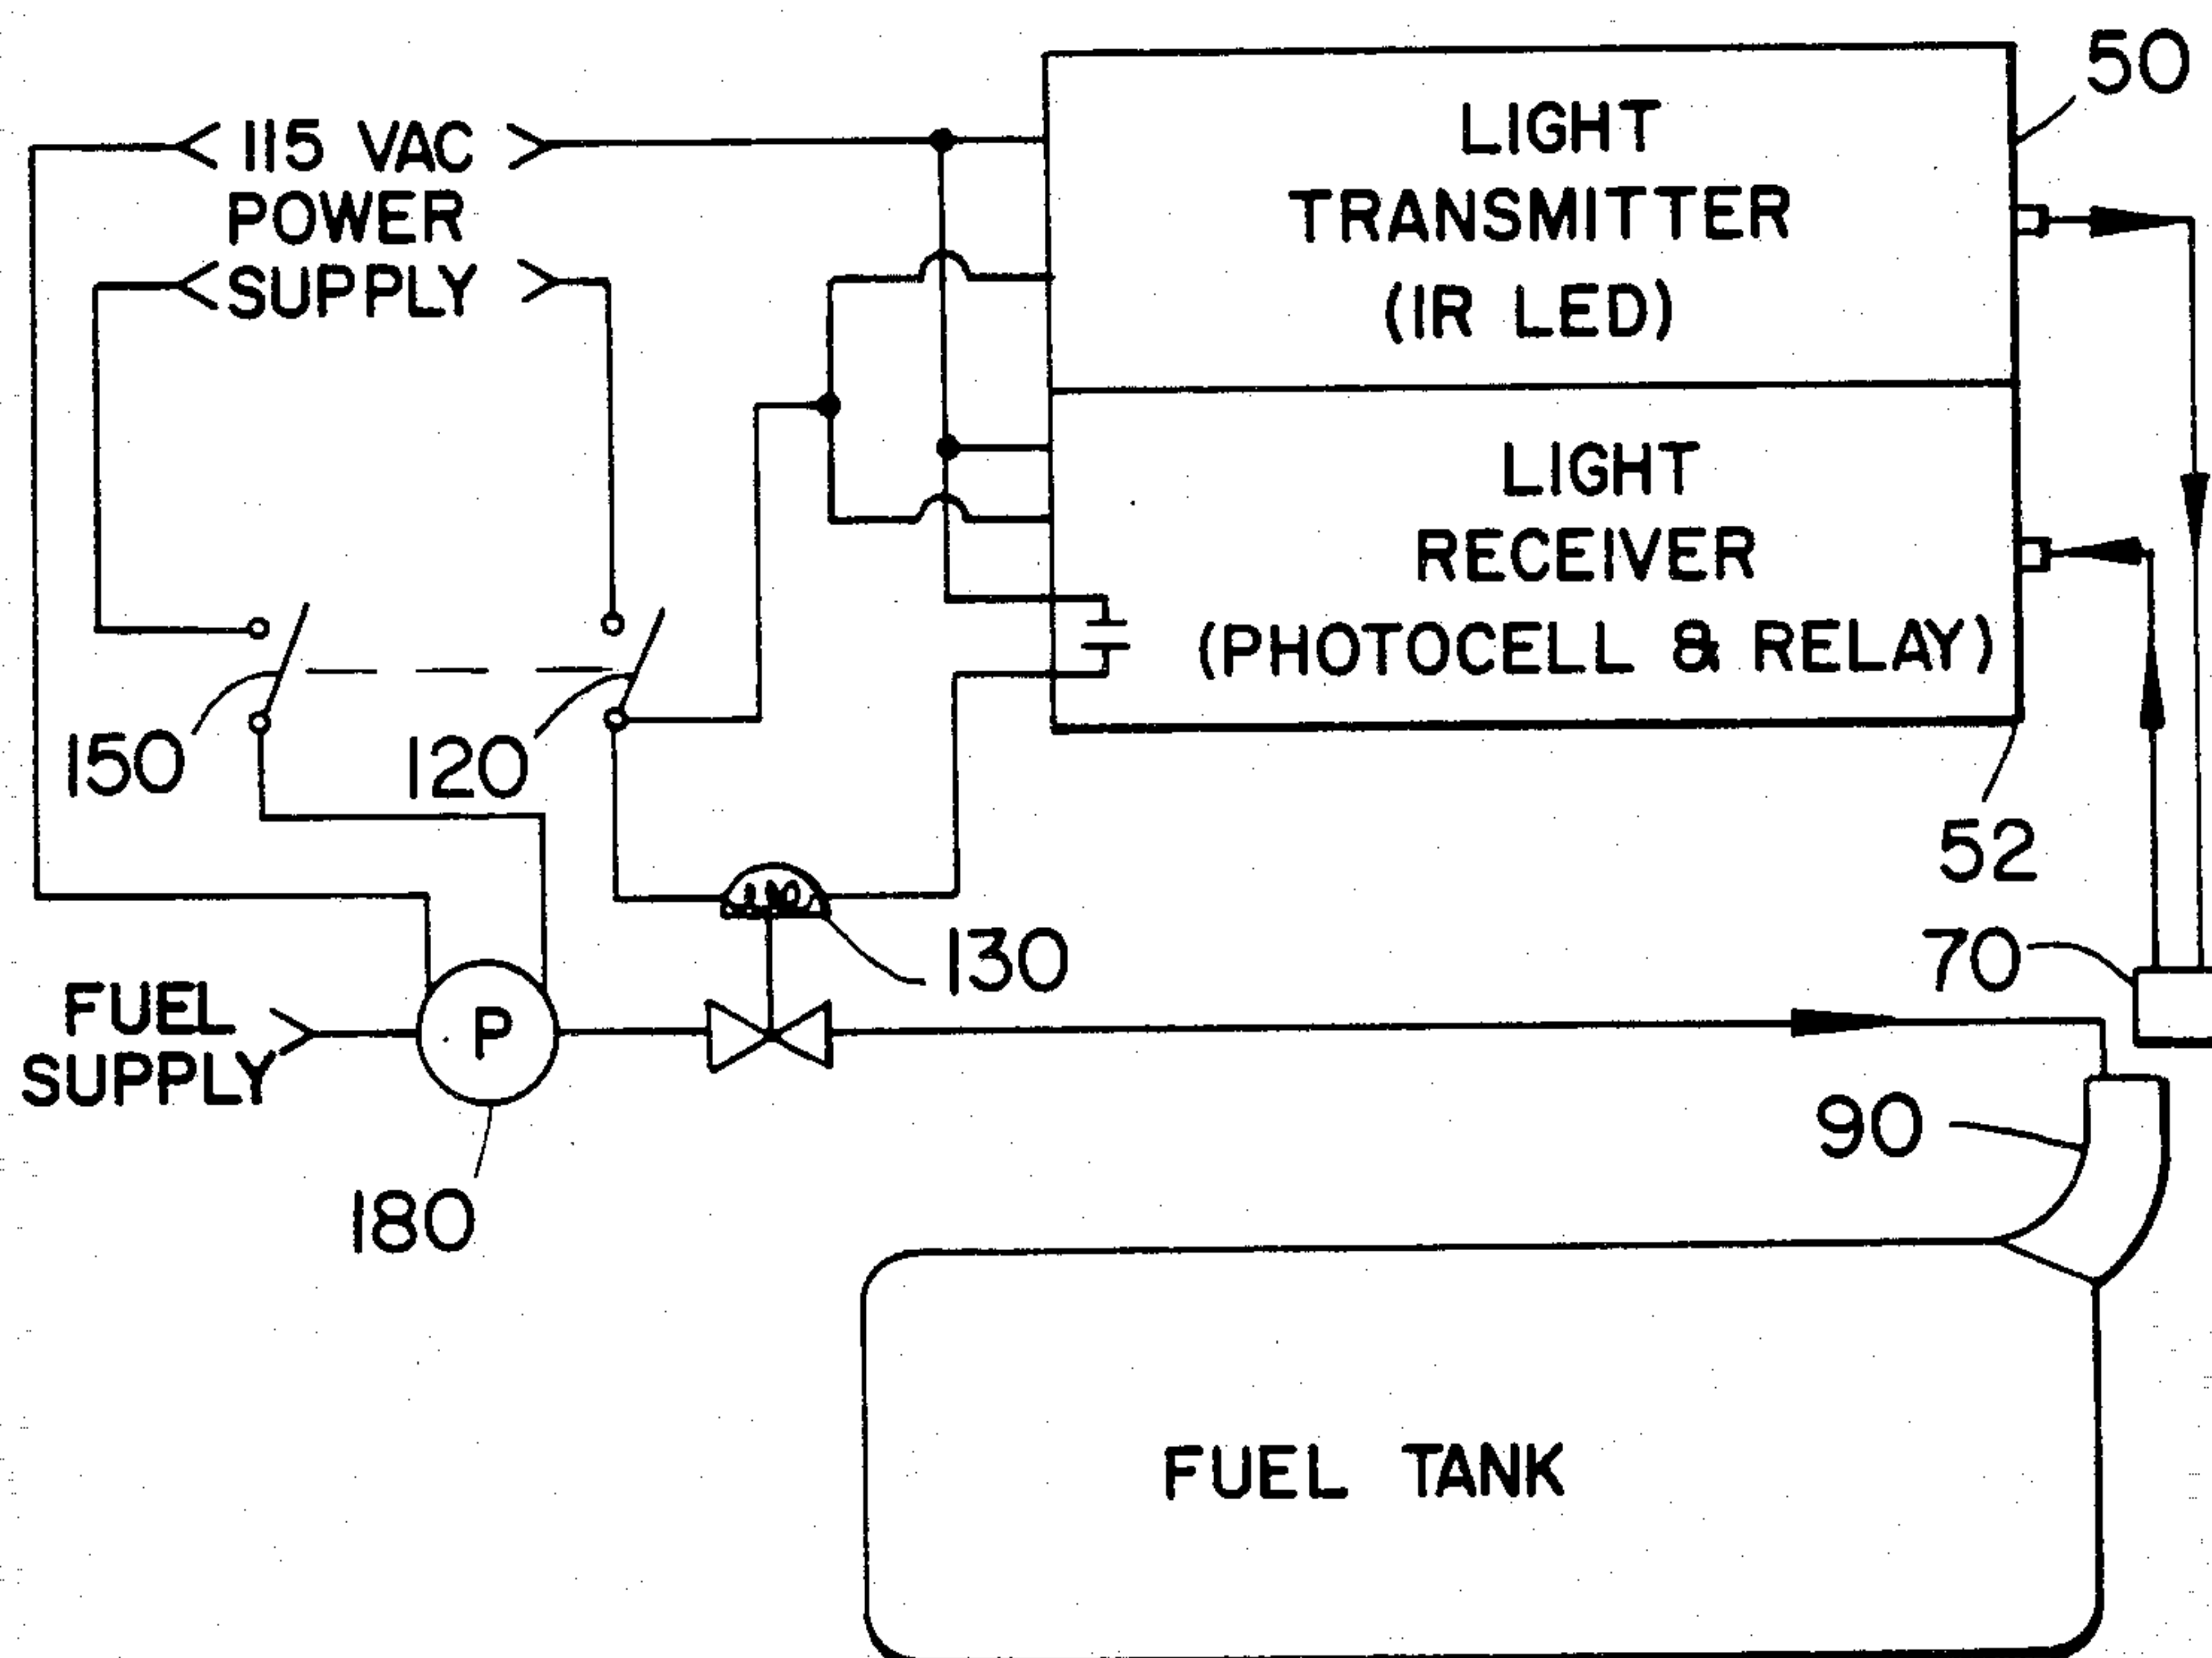 50
115 VAC
POWER
SUPPLY
LIGHT
TRANSMITTER
(IR LED)
LIGHT
RECEIVER
(PHOTOCELL & RELAY)
150
120
52
70
130
FUEL
SUPPLY
P
90
180
FUEL TANK